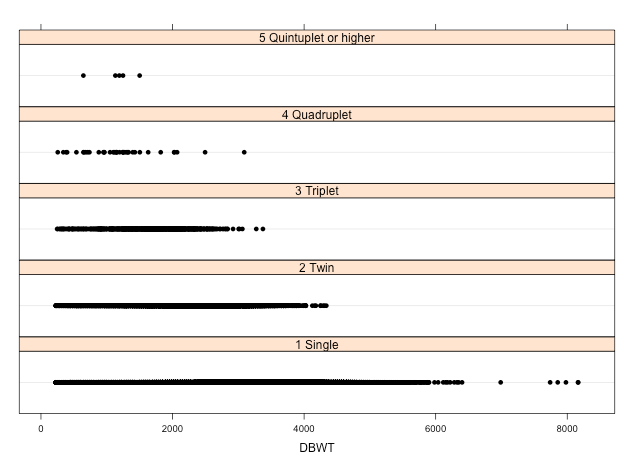 5 Quintuplet or higher
4 Quadruplet
3 Triplet
2 Twin
1 Single
0 2000 4000 6000 8000
DBWT